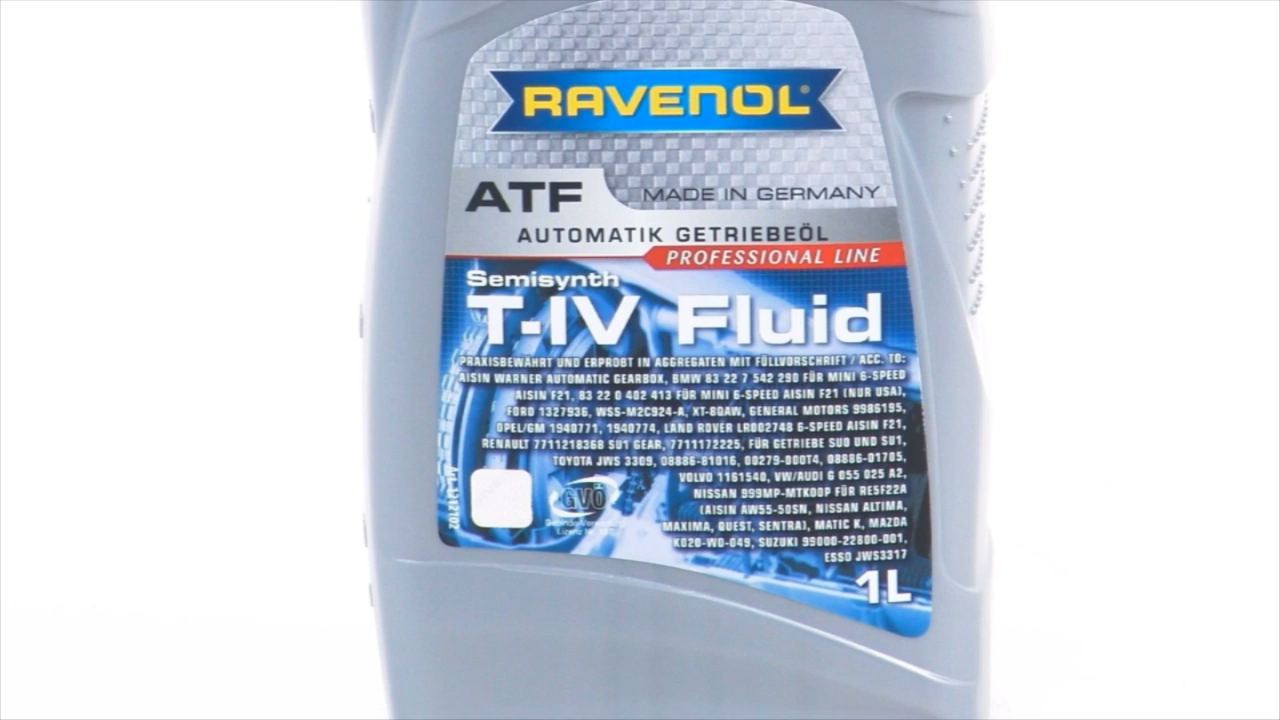 RAVENOL®
ATF
MADE IN GERMANY
AUTOMATIK GETRIEBEÖL
PROFESSIONAL LINE
Semisynth
T-IV Fluid
PRAXISBEWÄHRT UND ERPROBT IN AGGREGATEN MIT FÜLLVORSCHRIFT / ACC. TO:
AISIN WARNER AUTOMATIC GEARBOX, BMW 83 22 7 542 290 FÜR MINI 6-SPEED
AISIN F21, 83 22 0 402 413 FÜR MINI 6-SPEED AISIN F21 (NUR USA),
FORD 1327936, WSS-M2C924-A, XT-8QAW, GENERAL MOTORS 9986195,
OPEL/GM 1940771, 1940774, LAND ROVER LR002748 6-SPEED AISIN F21,
RENAULT 7711218368 SU1 GEAR, 7711172225, FÜR GETRIEBE SU0 UND SU1,
TOYOTA JWS 3309, 08886-81016, 00279-000T4, 08886-01705,
VOLVO 1161540, VW/AUDI G 055 025 A2,
NISSAN 999MP-MTK00P FÜR RE5F22A
(AISIN AW55-50SN, NISSAN ALTIMA,
MAXIMA, QUEST, SENTRA), MATIC K, MAZDA
K020-W0-049, SUZUKI 99000-22B00-001,
ESSO JWS3317
1L
Art. 1212102
GVÖ